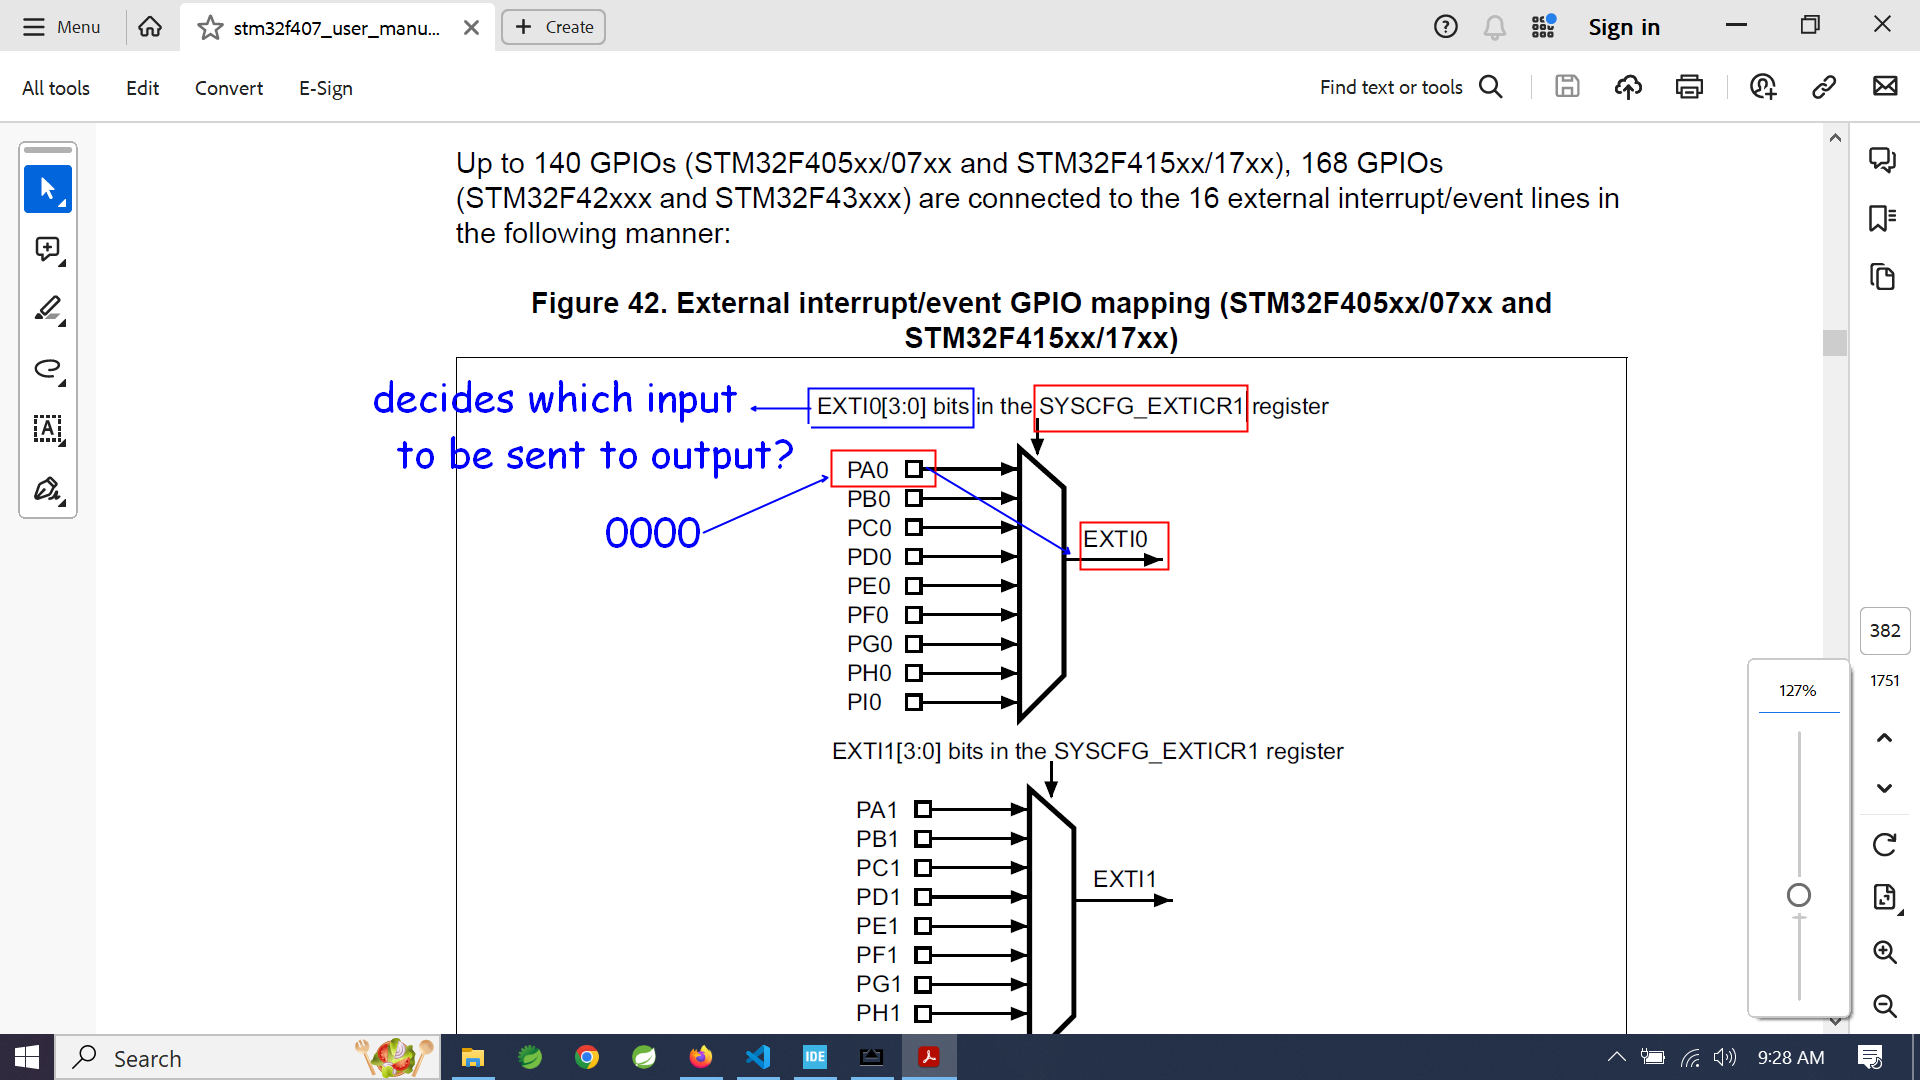 Menu
stm32f407_user_manu...
Create
Sign in
All tools
Edit
Convert
E-Sign
Find text or tools
Up to 140 GPIOs (STM32F405xx/07xx and STM32F415xx/17xx), 168 GPIOs
(STM32F42xxx and STM32F43xxx) are connected to the 16 external interrupt/event lines in
the following manner:
Figure 42. External interrupt/event GPIO mapping (STM32F405xx/07xx and
STM32F415xx/17xx)
decides which input
to be sent to output?
0000
EXTI0[3:0] bits in the SYSCFG_EXTICR1 register
PA0
PB0
PC0
PD0
PE0
PF0
PG0
PH0
PI0
EXTI0
EXTI1[3:0] bits in the SYSCFG_EXTICR1 register
PA1
PB1
PC1
PD1
PE1
PF1
PG1
PH1
EXTI1
382
1751
127%
Search
IDE
9:28 AM
3